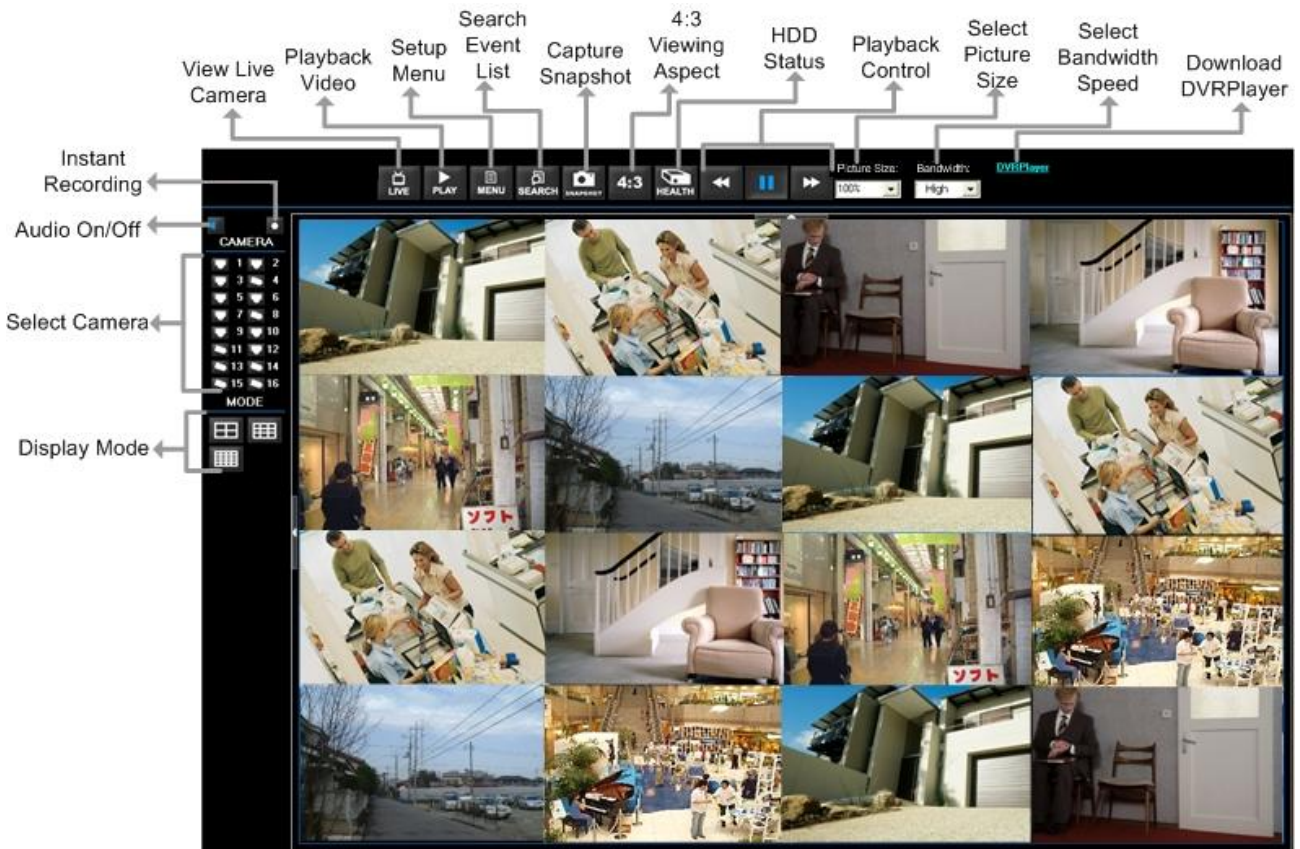 View Live
Camera
Playback
Video
Setup
Menu
Search
Event
List
Capture
Snapshot
4:3
Viewing
Aspect
HDD
Status
Playback
Control
Select
Picture
Size
Select
Bandwidth
Speed
Download
DVRPlayer
Instant
Recording
Audio On/Off
Select Camera
Display Mode
LIVE
PLAY
MENU
SEARCH
SNAPSHOT
4:3
HEALTH
Picture Size:
100%
Bandwidth:
High
DVRPlayer
CAMERA
1 2
3 4
5 6
7 8
9 10
11 12
13 14
15 16
MODE
ソフト
ソフト